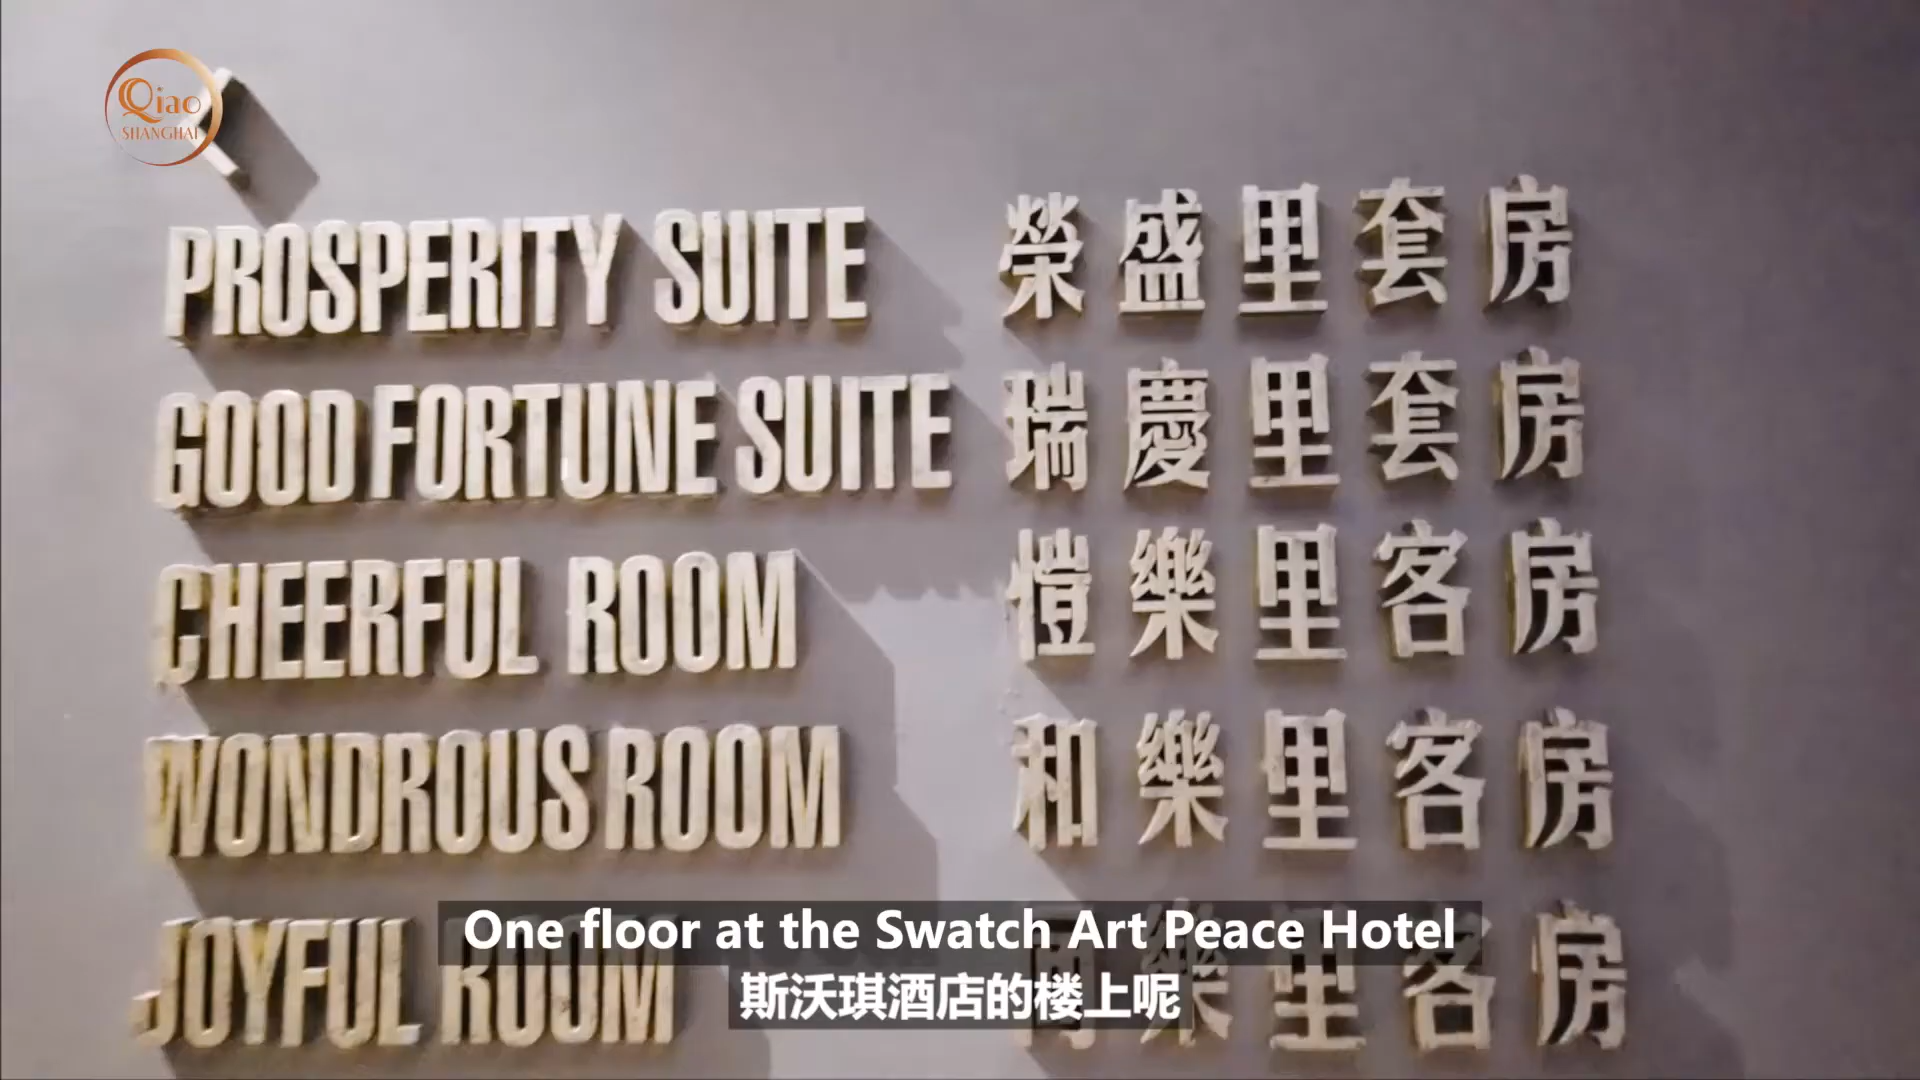 Qiao
SHANGHAI
PROSPERITY SUITE 榮盛里套房
GOOD FORTUNE SUITE 瑞慶里套房
CHEERFUL ROOM 愷樂里客房
WONDROUS ROOM 和樂里客房
JOYFUL ROOM 同樂里客房
One floor at the Swatch Art Peace Hotel
斯沃琪酒店的楼上呢